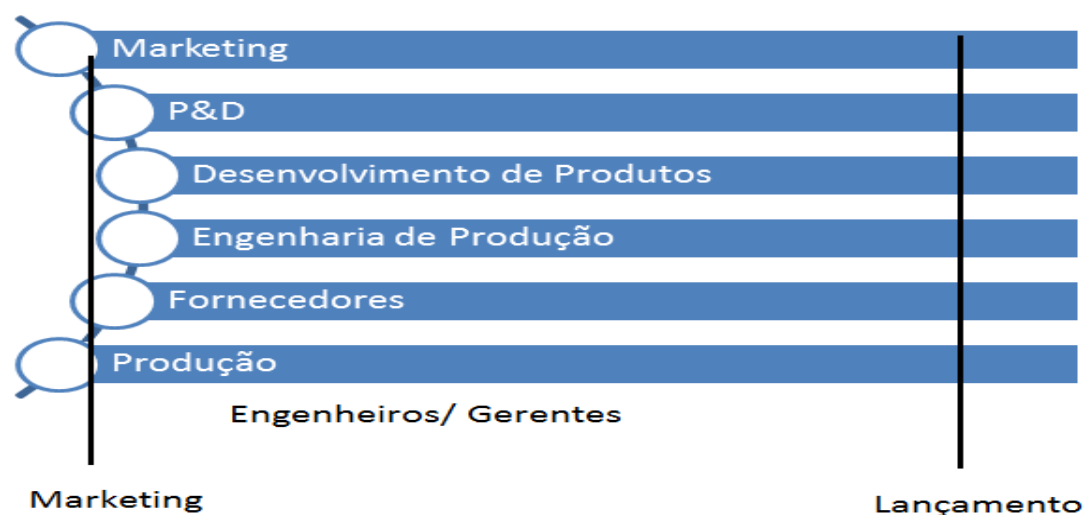 Marketing
P&D
Desenvolvimento de Produtos
Engenharia de Produção
Fornecedores
Produção
Engenheiros/ Gerentes
Marketing
Lançamento